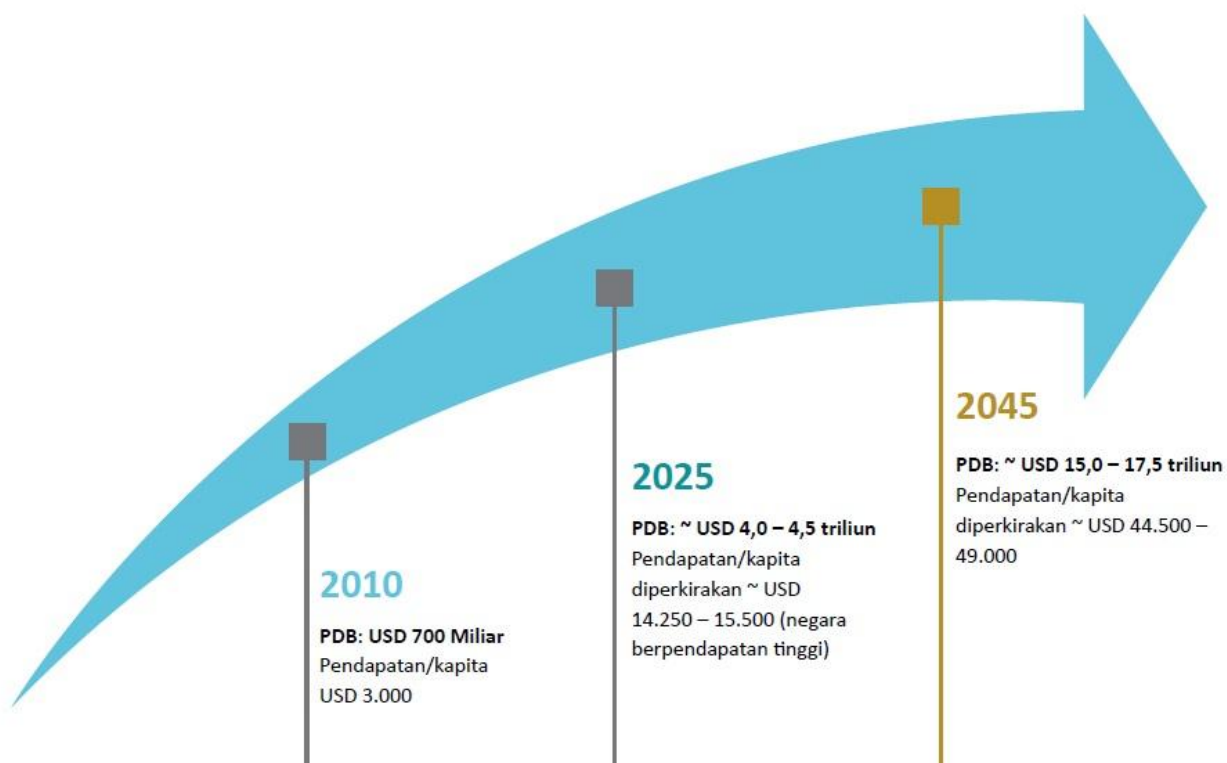 2010
PDB: USD 700 Miliar
Pendapatan/kapita
USD 3.000
2025
PDB: ~ USD 4,0 – 4,5 triliun
Pendapatan/kapita
diperkirakan ~ USD
14.250 – 15.500 (negara
berpendapatan tinggi)
2045
PDB: ~ USD 15,0 – 17,5 triliun
Pendapatan/kapita
diperkirakan ~ USD 44.500 –
49.000